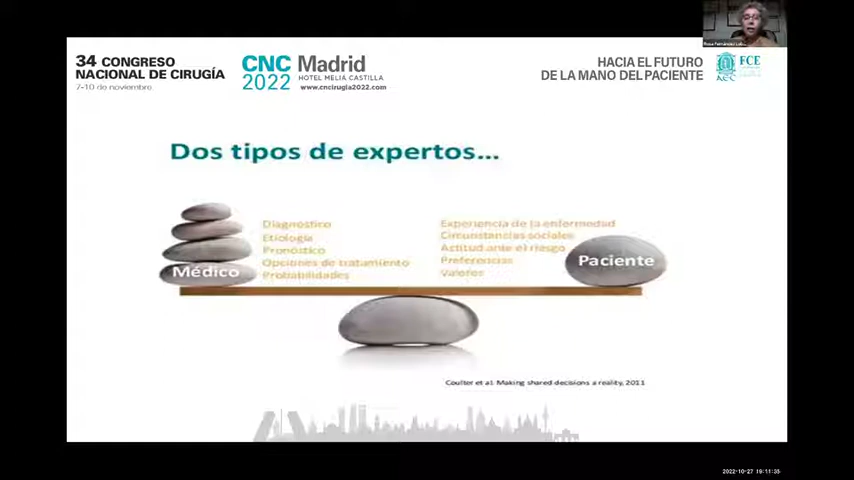 34 CONGRESO
NACIONAL DE CIRUGÍA
7-10 de noviembre
CNC Madrid
2022
HOTEL MELIÁ CASTILLA
www.cncirugia2022.com
HACIA EL FUTURO
DE LA MANO DEL PACIENTE
AEC
FCE
Dos tipos de expertos...
Médico
Diagnóstico
Etiología
Pronóstico
Opciones de tratamiento
Probabilidades
Experiencia de la enfermedad
Circunstancias sociales
Actitud ante el riesgo
Preferencias
Valores
Paciente
Coulter et al. Making shared decisions a reality, 2011
2022-10-27 19:11:35